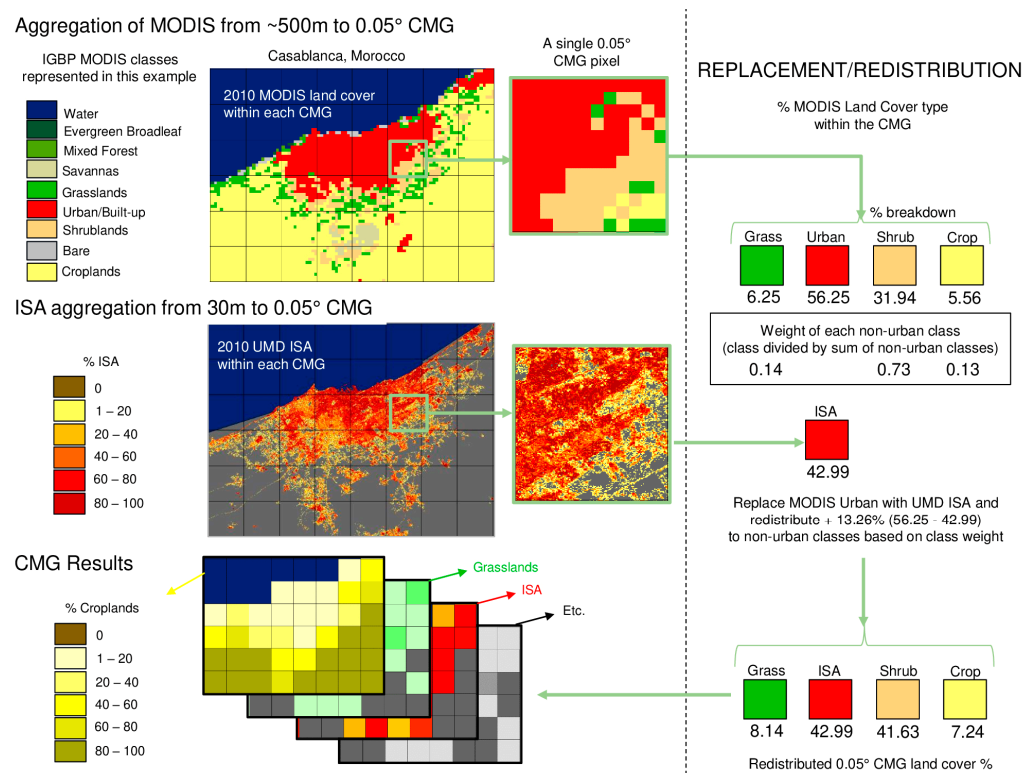 Aggregation of MODIS from ~500m to 0.05° CMG
IGBP MODIS classes
represented in this example
Water
Evergreen Broadleaf
Mixed Forest
Savannas
Grasslands
Urban/Built-up
Shrublands
Bare
Croplands
Casablanca, Morocco
2010 MODIS land cover
within each CMG
A single 0.05°
CMG pixel
ISA aggregation from 30m to 0.05° CMG
% ISA
0
1 – 20
20 – 40
40 – 60
60 – 80
80 – 100
2010 UMD ISA
within each CMG
CMG Results
% Croplands
0
1 – 20
20 – 40
40 – 60
60 – 80
80 – 100
Grasslands
ISA
Etc.
REPLACEMENT/REDISTRIBUTION
% MODIS Land Cover type
within the CMG
% breakdown
Grass Urban Shrub Crop
6.25 56.25 31.94 5.56
Weight of each non-urban class
(class divided by sum of non-urban classes)
0.14 0.73 0.13
ISA
42.99
Replace MODIS Urban with UMD ISA and
redistribute + 13.26% (56.25 - 42.99)
to non-urban classes based on class weight
Grass ISA Shrub Crop
8.14 42.99 41.63 7.24
Redistributed 0.05° CMG land cover %